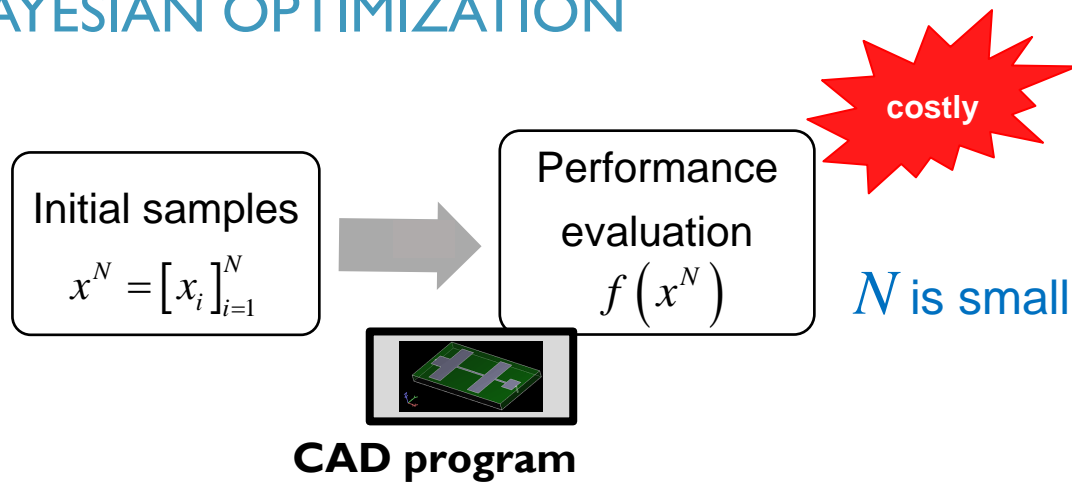 AYESIAN OPTIMIZATION
costly
Initial samples
x^N = [x_i]_{i=1}^N
Performance
evaluation
f(x^N)
N is small
CAD program